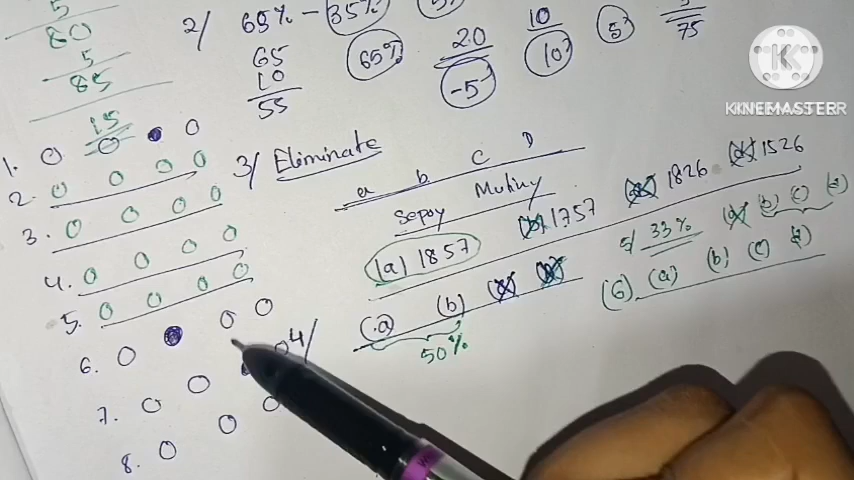 5
80
5
85
15
2/ 65% - 35%
65
10
55
65%
20
-5
10
10
5
75
KINEMASTER
3/ Eliminate
a b c D
Sepoy Mutiny
(a) 1857 (b) 1757 1826 1526
(a) (b)
50%
5/ 33% (a) (b) (c) (d)
(6) (a) (b) (c) (d)
1. O O O
2. O O O O
3. O O O O
4. O O O O
5. O O O O
6. O O O
7. O O
8. O O O
4/